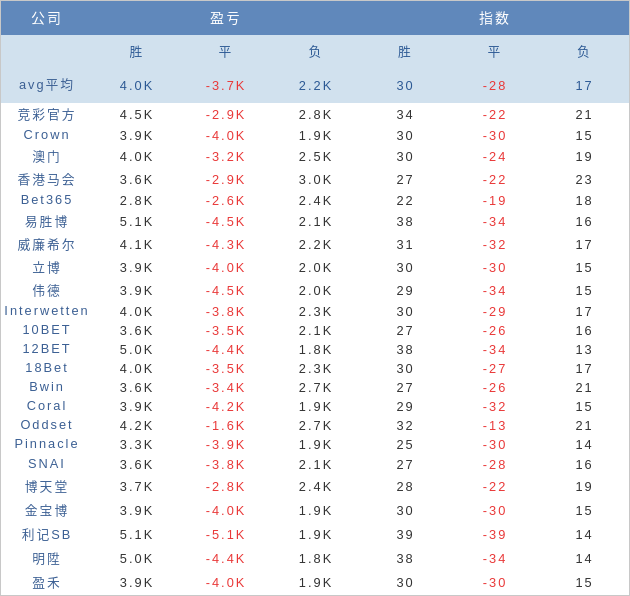 公司 盈亏 指数
胜 平 负 胜 平 负
avg平均 4.0K -3.7K 2.2K 30 -28 17
竞彩官方 4.5K -2.9K 2.8K 34 -22 21
Crown 3.9K -4.0K 1.9K 30 -30 15
澳门 4.0K -3.2K 2.5K 30 -24 19
香港马会 3.6K -2.9K 3.0K 27 -22 23
Bet365 2.8K -2.6K 2.4K 22 -19 18
易胜博 5.1K -4.5K 2.1K 38 -34 16
威廉希尔 4.1K -4.3K 2.2K 31 -32 17
立博 3.9K -4.0K 2.0K 30 -30 15
伟德 3.9K -4.5K 2.0K 29 -34 15
Interwetten 4.0K -3.8K 2.3K 30 -29 17
10BET 3.6K -3.5K 2.1K 27 -26 16
12BET 5.0K -4.4K 1.8K 38 -34 13
18Bet 4.0K -3.5K 2.3K 30 -27 17
Bwin 3.6K -3.4K 2.7K 27 -26 21
Coral 3.9K -4.2K 1.9K 29 -32 15
Oddset 4.2K -1.6K 2.7K 32 -13 21
Pinnacle 3.3K -3.9K 1.9K 25 -30 14
SNAI 3.6K -3.8K 2.1K 27 -28 16
博天堂 3.7K -2.8K 2.4K 28 -22 19
金宝博 3.9K -4.0K 1.9K 30 -30 15
利记SB 5.1K -5.1K 1.9K 39 -39 14
明陞 5.0K -4.4K 1.8K 38 -34 14
盈禾 3.9K -4.0K 1.9K 30 -30 15